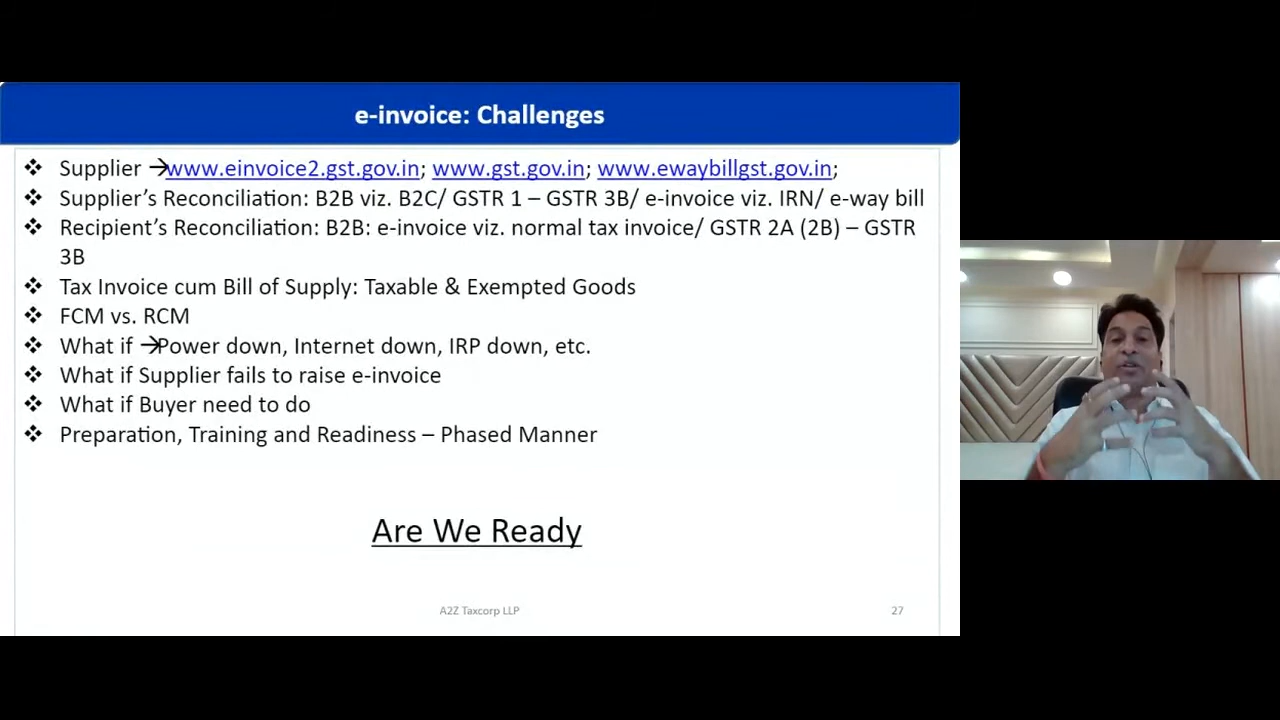 e-invoice: Challenges
❖ Supplier →www.einvoice2.gst.gov.in; www.gst.gov.in; www.ewaybillgst.gov.in;
❖ Supplier’s Reconciliation: B2B viz. B2C/ GSTR 1 – GSTR 3B/ e-invoice viz. IRN/ e-way bill
❖ Recipient’s Reconciliation: B2B: e-invoice viz. normal tax invoice/ GSTR 2A (2B) – GSTR
3B
❖ Tax Invoice cum Bill of Supply: Taxable & Exempted Goods
❖ FCM vs. RCM
❖ What if →Power down, Internet down, IRP down, etc.
❖ What if Supplier fails to raise e-invoice
❖ What if Buyer need to do
❖ Preparation, Training and Readiness – Phased Manner
Are We Ready
A2Z Taxcorp LLP
27